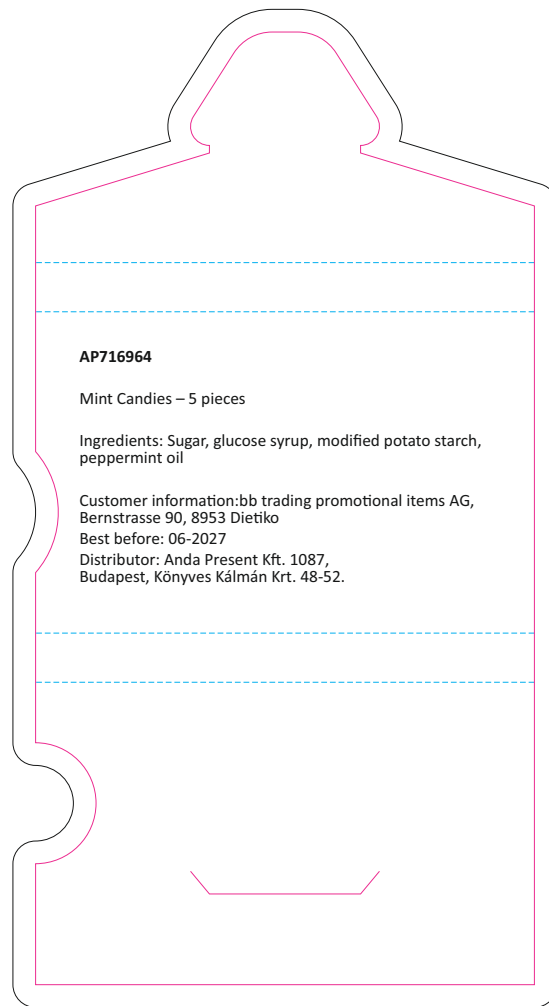 AP716964
Mint Candies – 5 pieces
Ingredients: Sugar, glucose syrup, modified potato starch,
peppermint oil
Customer information:bb trading promotional items AG,
Bernstrasse 90, 8953 Dietiko
Best before: 06-2027
Distributor: Anda Present Kft. 1087,
Budapest, Könyves Kálmán Krt. 48-52.